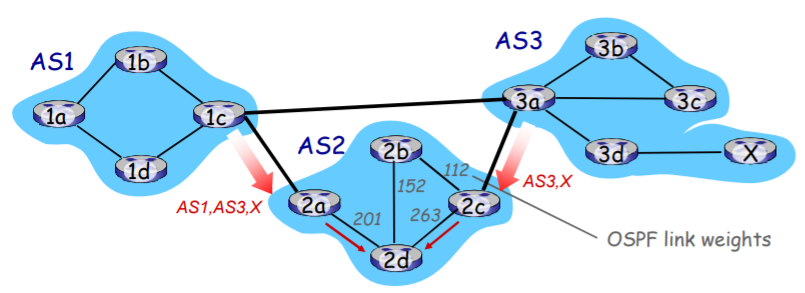 AS1
1b
1a
1c
1d
AS3
3b
3a
3c
3d
X
AS2
2b
112
152
2a
2c
201
263
2d
AS1,AS3,X
AS3,X
OSPF link weights